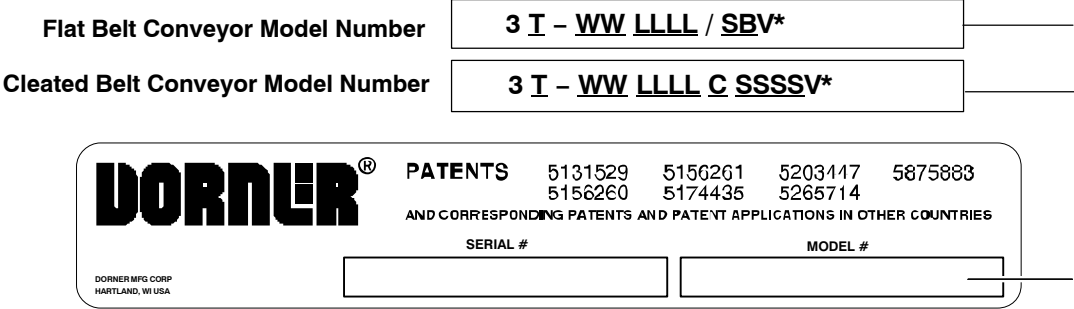 Flat Belt Conveyor Model Number 3 T – WW LLLL / SBV*
Cleated Belt Conveyor Model Number 3 T – WW LLLL C SSSSV*
DORNER® PATENTS 5131529 5156261 5203447 5875883
5156260 5174435 5265714
AND CORRESPONDING PATENTS AND PATENT APPLICATIONS IN OTHER COUNTRIES
SERIAL # MODEL #
DORNER MFG CORP
HARTLAND, WI USA